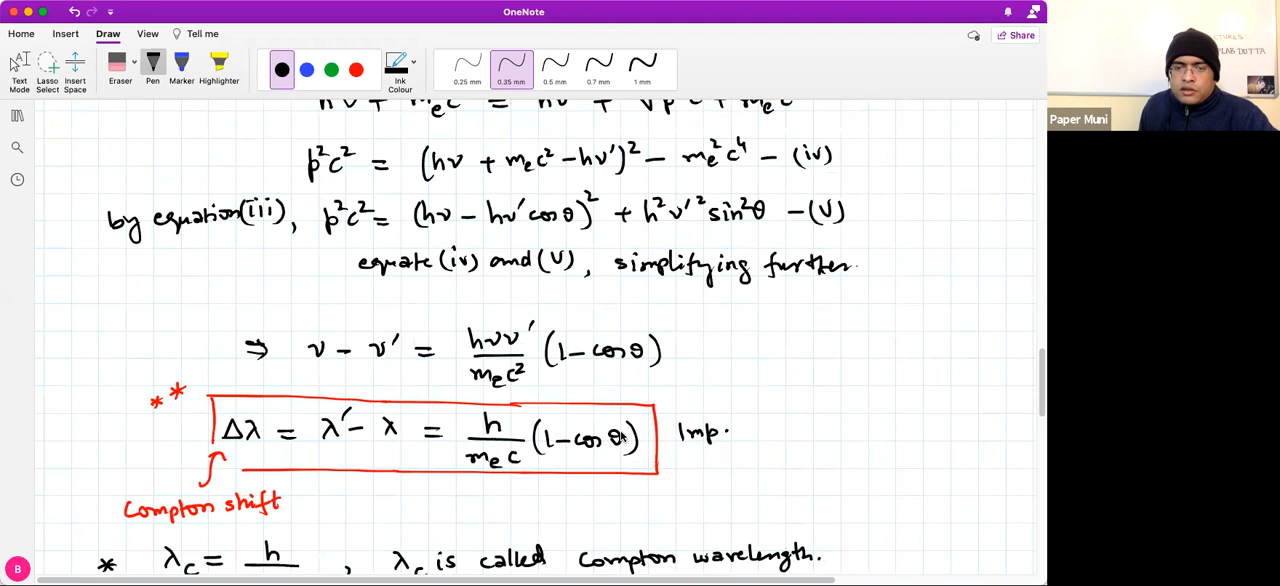 OneNote
Home Insert Draw View Tell me Share
Text Mode Lasso Select Insert Space Eraser Pen Marker Highlighter 0.25 mm 0.35 mm 0.5 mm 0.7 mm 1 mm Ink Colour
Paper Muni
p²c² = (hν + mₑc² - hν′)² - mₑ²c⁴ - (iv)
by equation(iii), p²c² = (hν - hν′cosθ)² + h²ν′²sin²θ - (V)
equate (iv) and (V), simplifying further.
⇒ ν - ν′ = hνν′/mₑc² (1 - cosθ)
** Δλ = λ′ - λ = h/mₑc (1 - cosθ) Imp.
Compton shift
* λc = h , λc is called Compton wavelength.
B